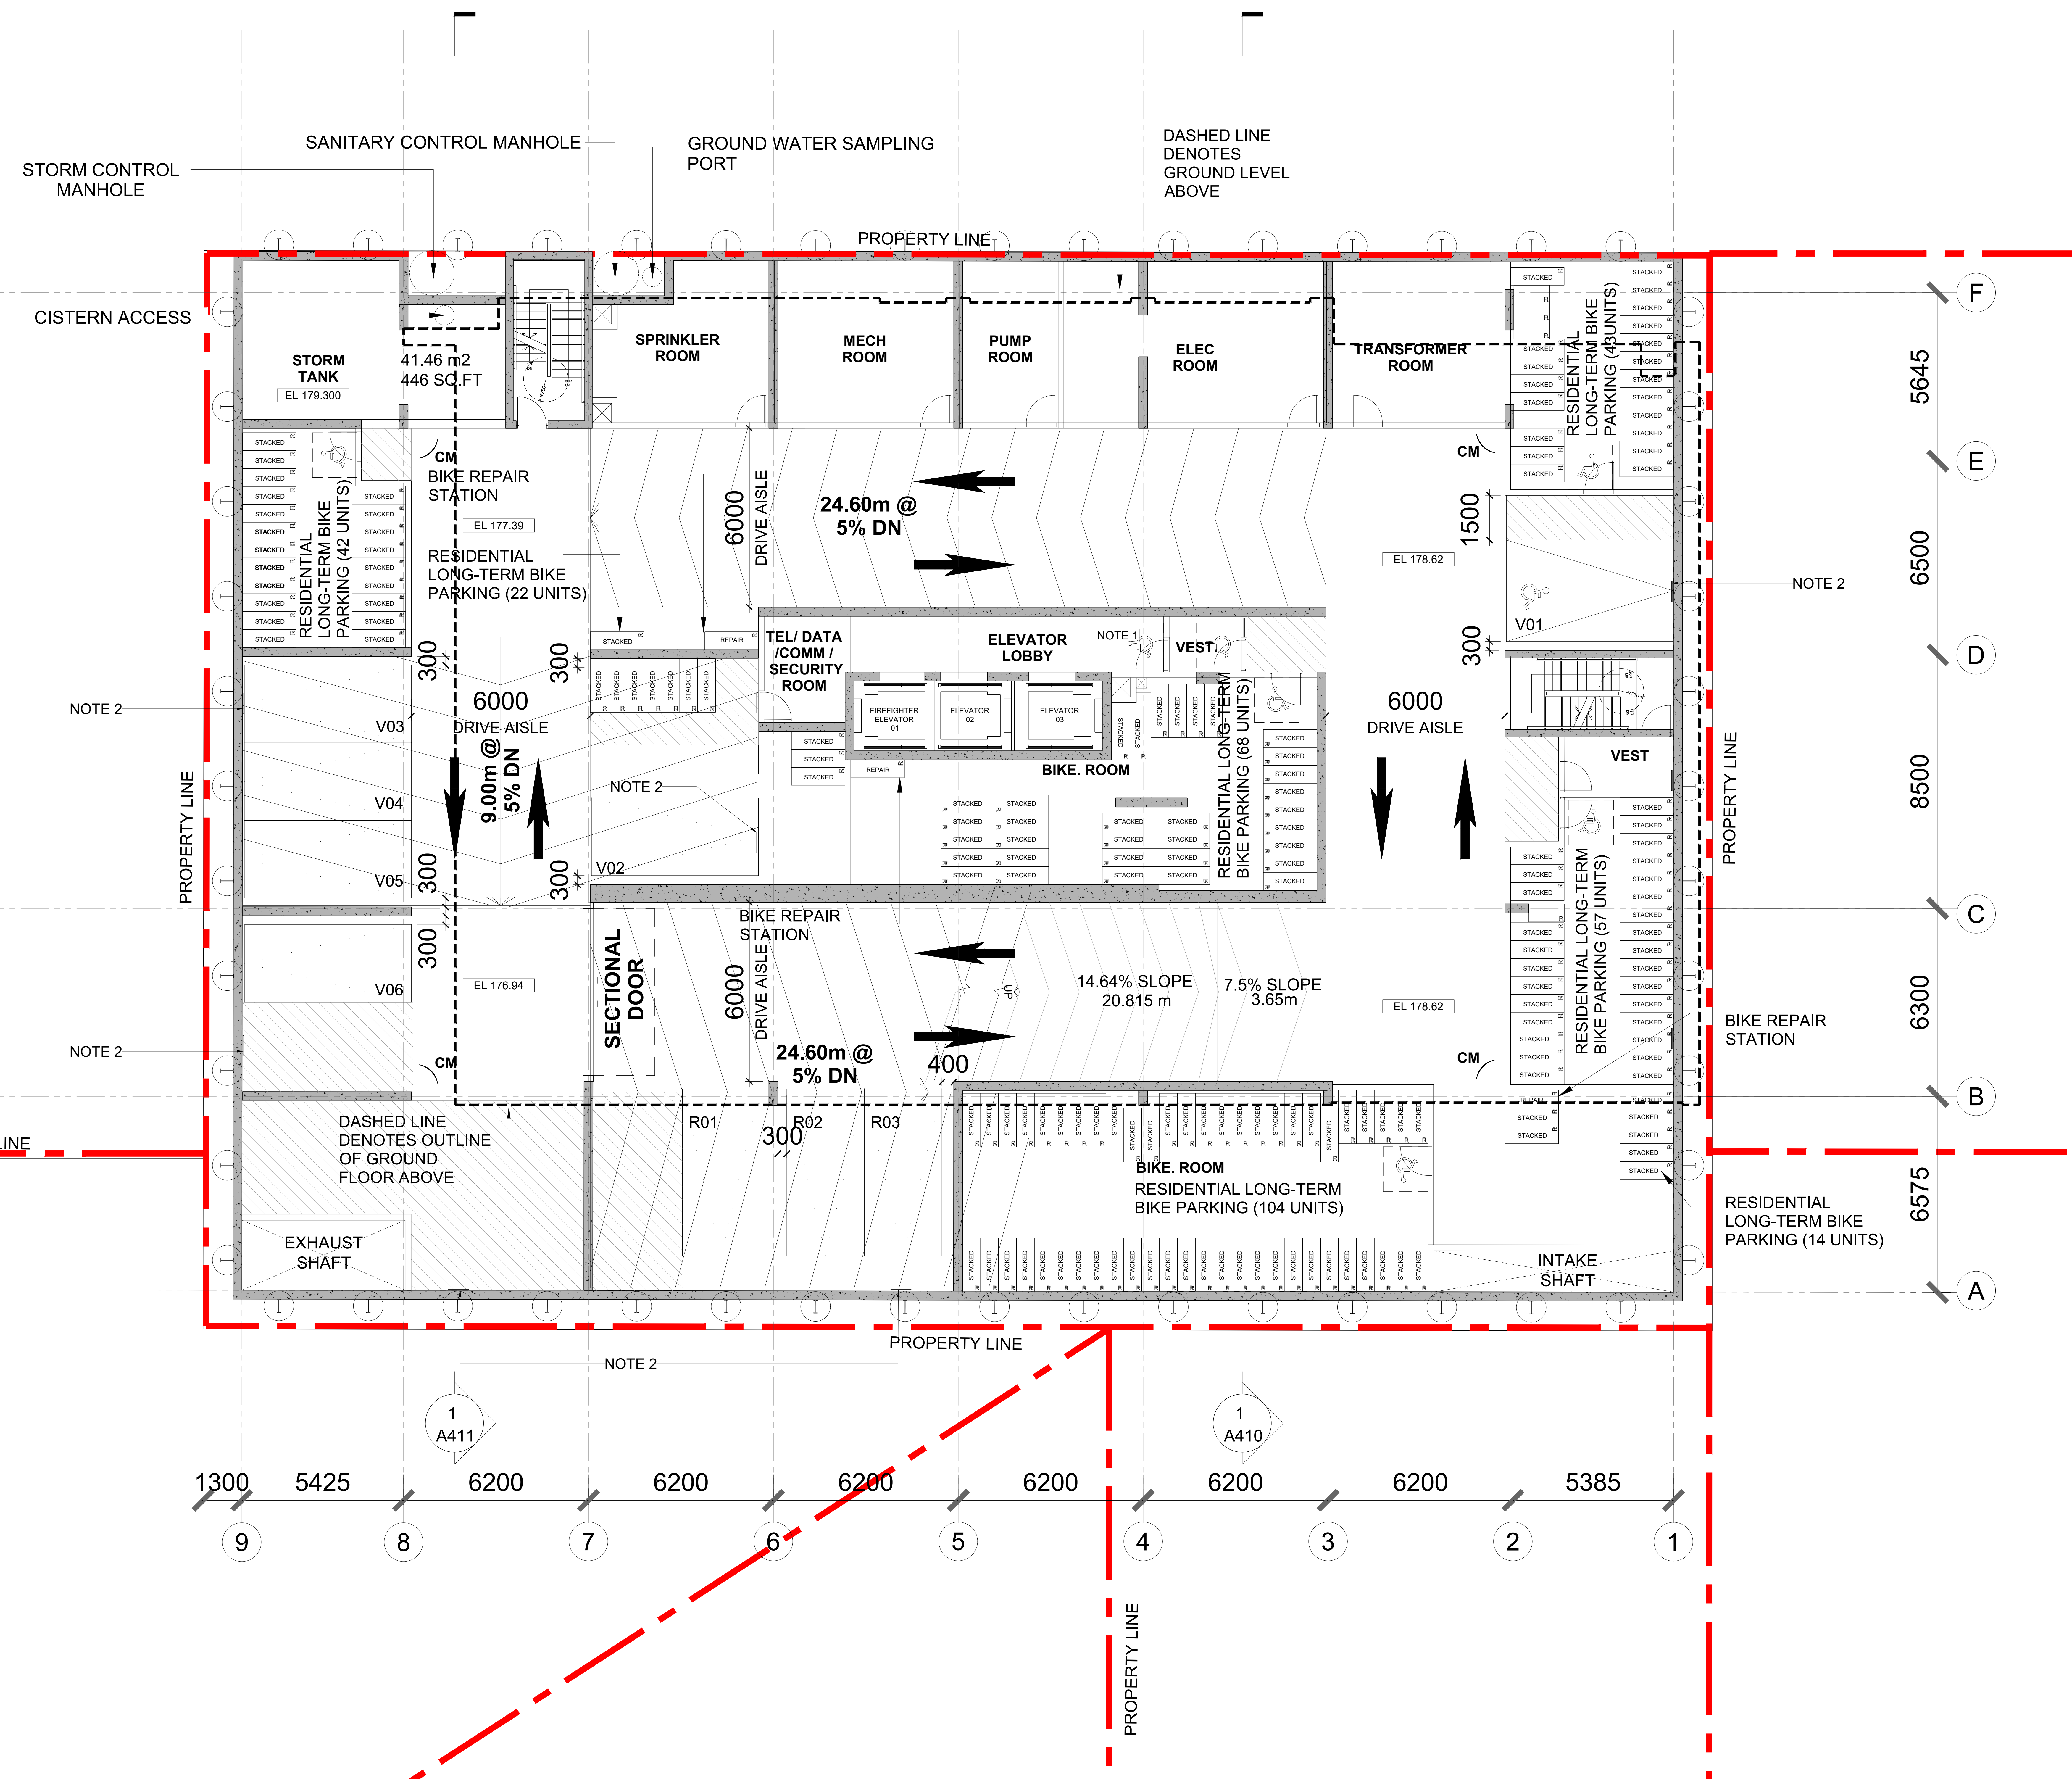 SANITARY CONTROL MANHOLE
GROUND WATER SAMPLING
PORT
DASHED LINE
DENOTES
GROUND LEVEL
ABOVE
STORM CONTROL
MANHOLE
CISTERN ACCESS
PROPERTY LINE
STORM
TANK
EL 179.300
41.46 m2
446 SQ.FT
SPRINKLER
ROOM
MECH
ROOM
PUMP
ROOM
ELEC
ROOM
TRANSFORMER
ROOM
RESIDENTIAL
LONG-TERM BIKE
PARKING (43UNITS)
STACKED
R
F
5645
E
6500
D
8500
C
6300
B
6575
A
RESIDENTIAL
LONG-TERM BIKE
PARKING (42 UNITS)
CM
BIKE REPAIR
STATION
EL 177.39
RESIDENTIAL
LONG-TERM BIKE
PARKING (22 UNITS)
6000
DRIVE AISLE
24.60m @
5% DN
CM
1500
EL 178.62
NOTE 2
V01
300
STACKED
REPAIR
TEL/ DATA
/COMM /
SECURITY
ROOM
ELEVATOR
LOBBY
NOTE 1
VEST.
300
300
6000
DRIVE AISLE
NOTE 2
V03
9.00m @
5% DN
V04
V05
300
300
V02
NOTE 2
FIREFIGHTER
ELEVATOR
01
ELEVATOR
02
ELEVATOR
03
REPAIR
BIKE. ROOM
RESIDENTIAL LONG-TERM
BIKE PARKING (68 UNITS)
6000
DRIVE AISLE
VEST
PROPERTY LINE
PROPERTY LINE
RESIDENTIAL LONG-TERM
BIKE PARKING (57 UNITS)
300
V06
EL 176.94
NOTE 2
CM
SECTIONAL
DOOR
BIKE REPAIR
STATION
6000
DRIVE AISLE
UP
14.64% SLOPE
20.815 m
7.5% SLOPE
3.65m
EL 178.62
24.60m @
5% DN
400
CM
BIKE REPAIR
STATION
REPAIR
STACKED
LINE
DASHED LINE
DENOTES OUTLINE
OF GROUND
FLOOR ABOVE
R01
300
R02
R03
BIKE. ROOM
RESIDENTIAL LONG-TERM
BIKE PARKING (104 UNITS)
RESIDENTIAL
LONG-TERM BIKE
PARKING (14 UNITS)
EXHAUST
SHAFT
INTAKE
SHAFT
NOTE 2
PROPERTY LINE
1
A411
1
A410
1300
5425
6200
6200
6200
6200
6200
6200
5385
9
8
7
6
5
4
3
2
1
PROPERTY LINE